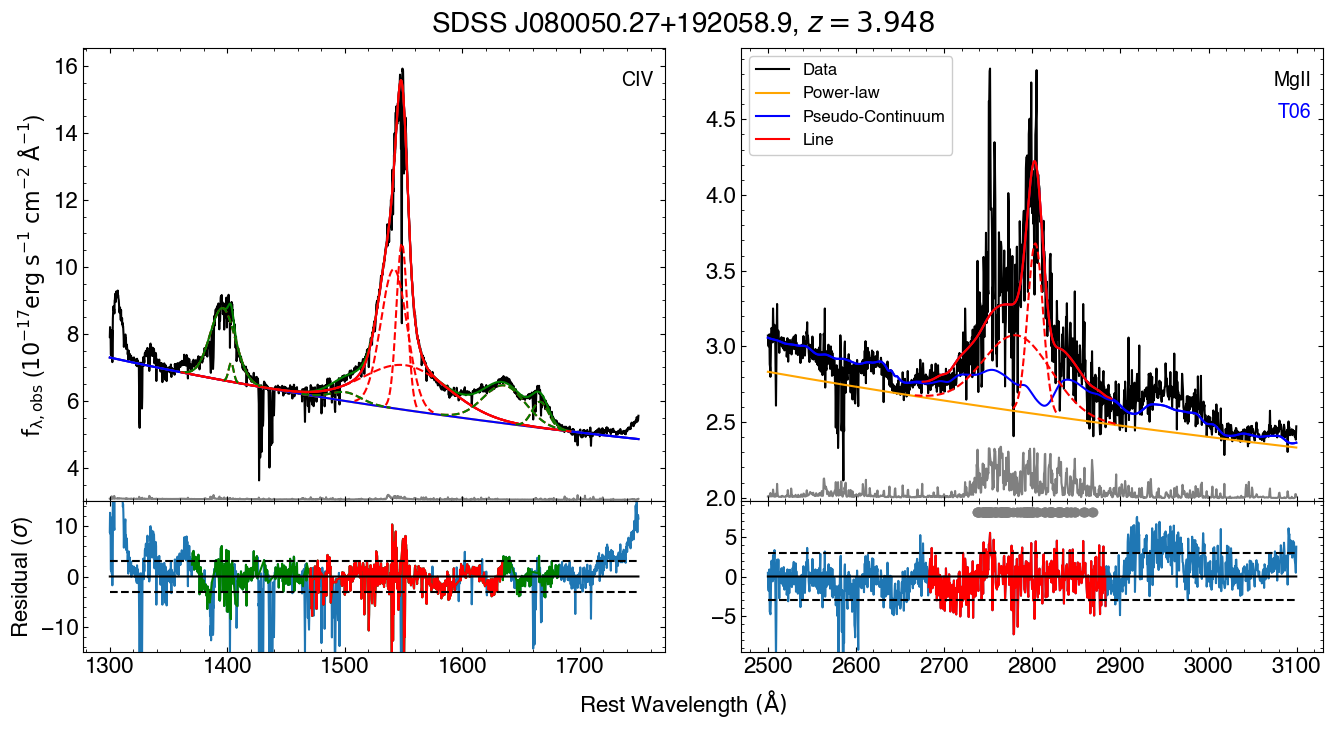 SDSS J080050.27+192058.9, z = 3.948
16
14
12
10
8
6
4
f_λ,obs (10^−17 erg s^−1 cm^−2 Å^−1)
CIV
Data
Power-law
Pseudo-Continuum
Line
MgII
T06
4.5
4.0
3.5
3.0
2.5
2.0
10
0
−10
Residual (σ)
5
0
−5
1300 1400 1500 1600 1700
2500 2600 2700 2800 2900 3000 3100
Rest Wavelength (Å)